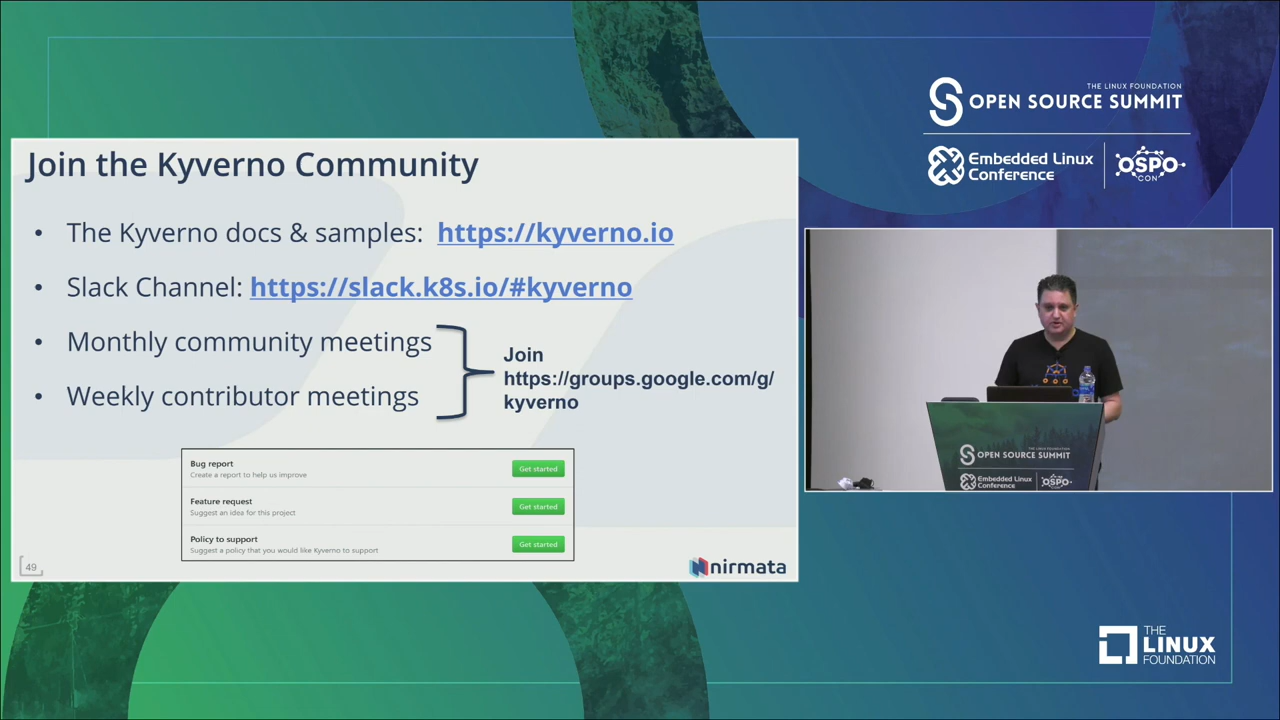 THE LINUX FOUNDATION
OPEN SOURCE SUMMIT
Embedded Linux
Conference
OSPO
CON
Join the Kyverno Community
• The Kyverno docs & samples: https://kyverno.io
• Slack Channel: https://slack.k8s.io/#kyverno
• Monthly community meetings
• Weekly contributor meetings
Join
https://groups.google.com/g/
kyverno
Bug report
Create a report to help us improve
Get started
Feature request
Suggest an idea for this project
Get started
Policy to support
Suggest a policy that you would like Kyverno to support
Get started
49
nirmata
OPEN SOURCE SUMMIT
Embedded Linux
Conference
OSPO
CON
THE
LINUX
FOUNDATION